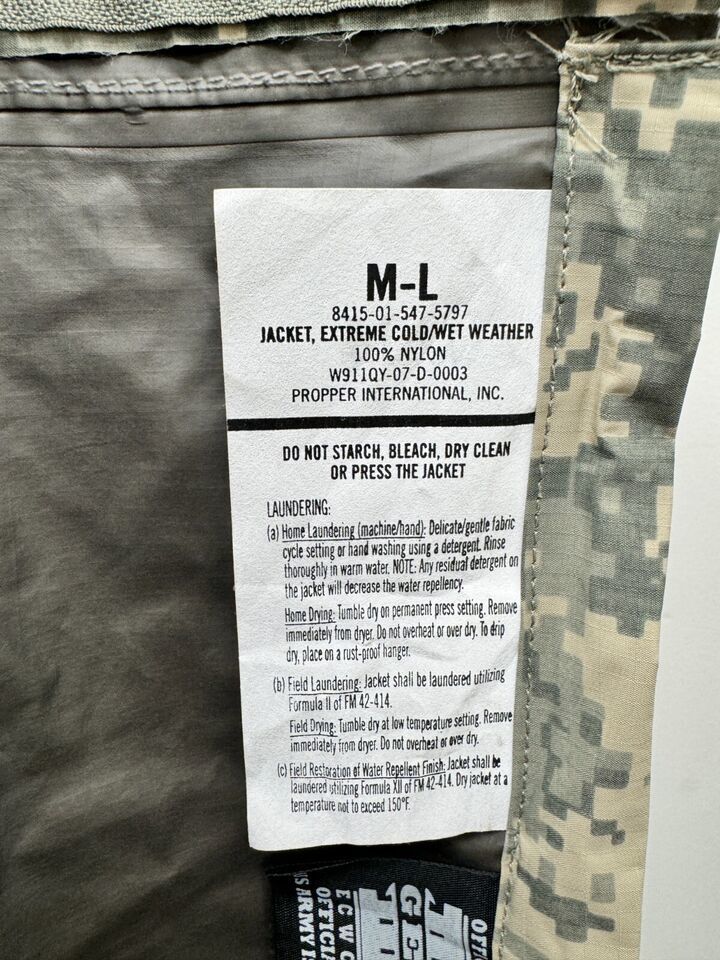 M-L
8415-01-547-5797
JACKET, EXTREME COLD/WET WEATHER
100% NYLON
W911QY-07-D-0003
PROPPER INTERNATIONAL, INC.
DO NOT STARCH, BLEACH, DRY CLEAN
OR PRESS THE JACKET
LAUNDERING:
(a) Home Laundering (machine/hand): Delicate/gentle fabric
cycle setting or hand washing using a detergent. Rinse
thoroughly in warm water. NOTE: Any residual detergent on
the jacket will decrease the water repellency.
Home Drying: Tumble dry on permanent press setting. Remove
immediately from dryer. Do not overheat or over dry. To drip
dry, place on a rust-proof hanger.
(b) Field Laundering: Jacket shall be laundered utilizing
Formula II of FM 42-414.
Field Drying: Tumble dry at low temperature setting. Remove
immediately from dryer. Do not overheat or over dry.
(c) Field Restoration of Water Repellent Finish: Jacket shall be
laundered utilizing Formula XII of FM 42-414. Dry jacket at a
temperature not to exceed 150°F.